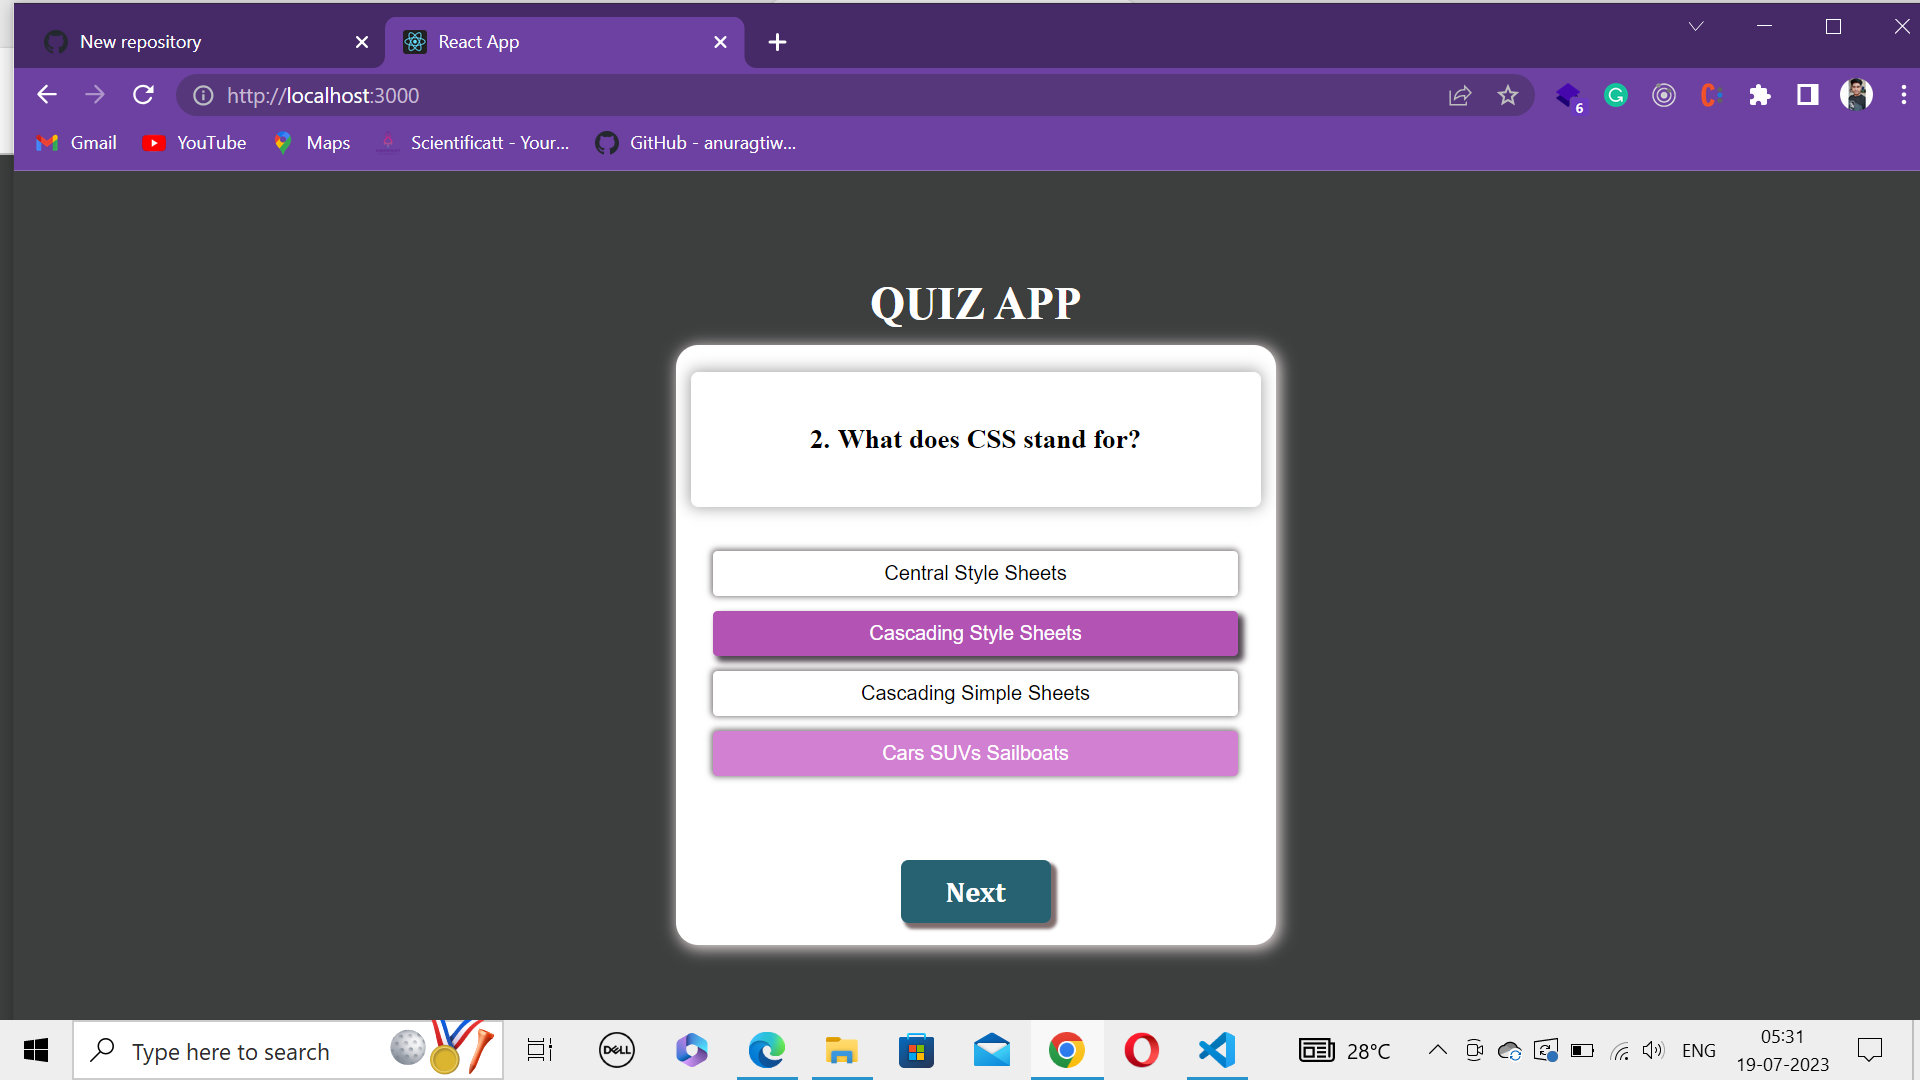 New repository
React App
http://localhost:3000
6
Gmail
YouTube
Maps
Scientificatt - Your...
GitHub - anuragtiw...
QUIZ APP
2. What does CSS stand for?
Central Style Sheets
Cascading Style Sheets
Cascading Simple Sheets
Cars SUVs Sailboats
Next
Type here to search
DELL
28°C
ENG
05:31
19-07-2023